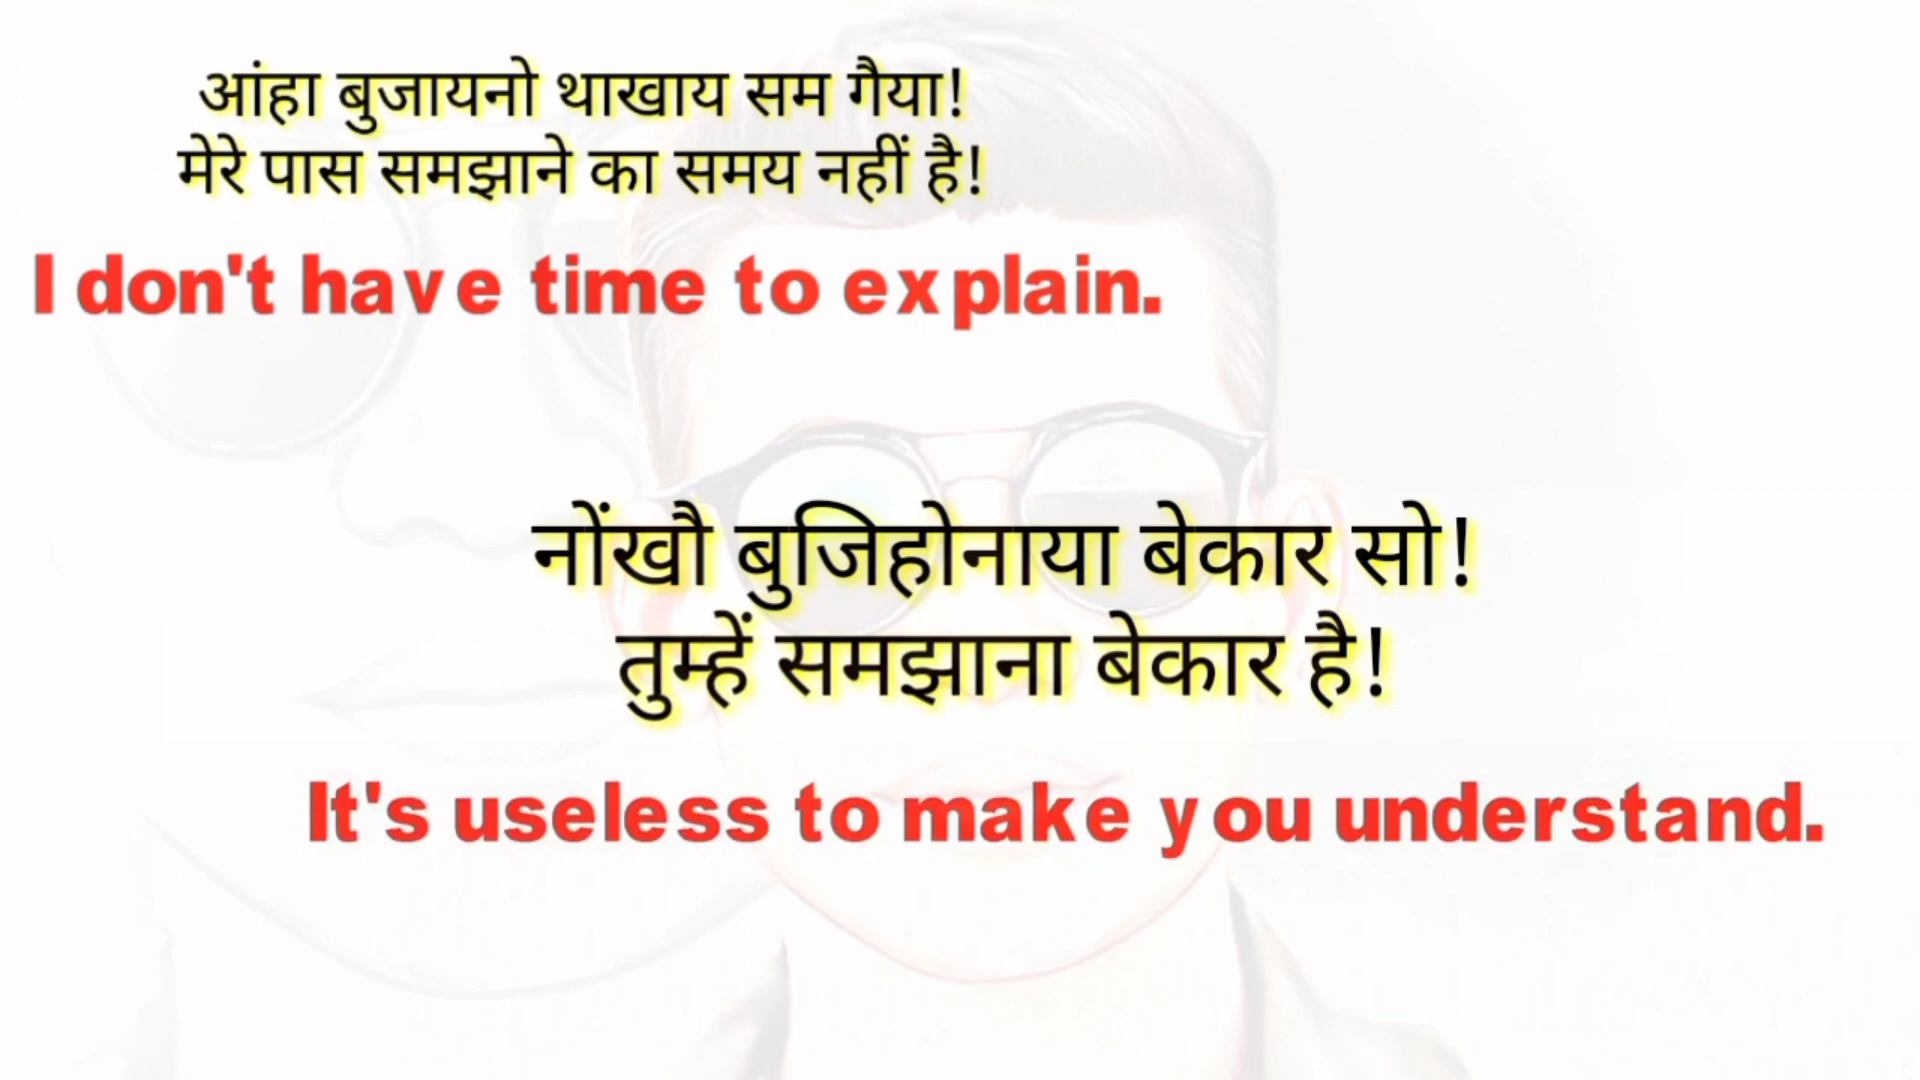 आंहा बुजायनो थाखाय सम गैया!
मेरे पास समझाने का समय नहीं है!
I don't have time to explain.
नोंखौ बुजिहोनाया बेकार सो!
तुम्हें समझाना बेकार है!
It's useless to make you understand.